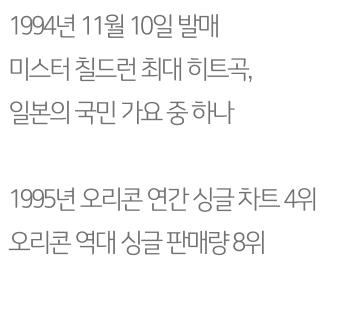 1994년 11월 10일 발매
미스터 칠드런 최대 히트곡,
일본의 국민 가요 중 하나
1995년 오리콘 연간 싱글 차트 4위
오리콘 역대 싱글 판매량 8위